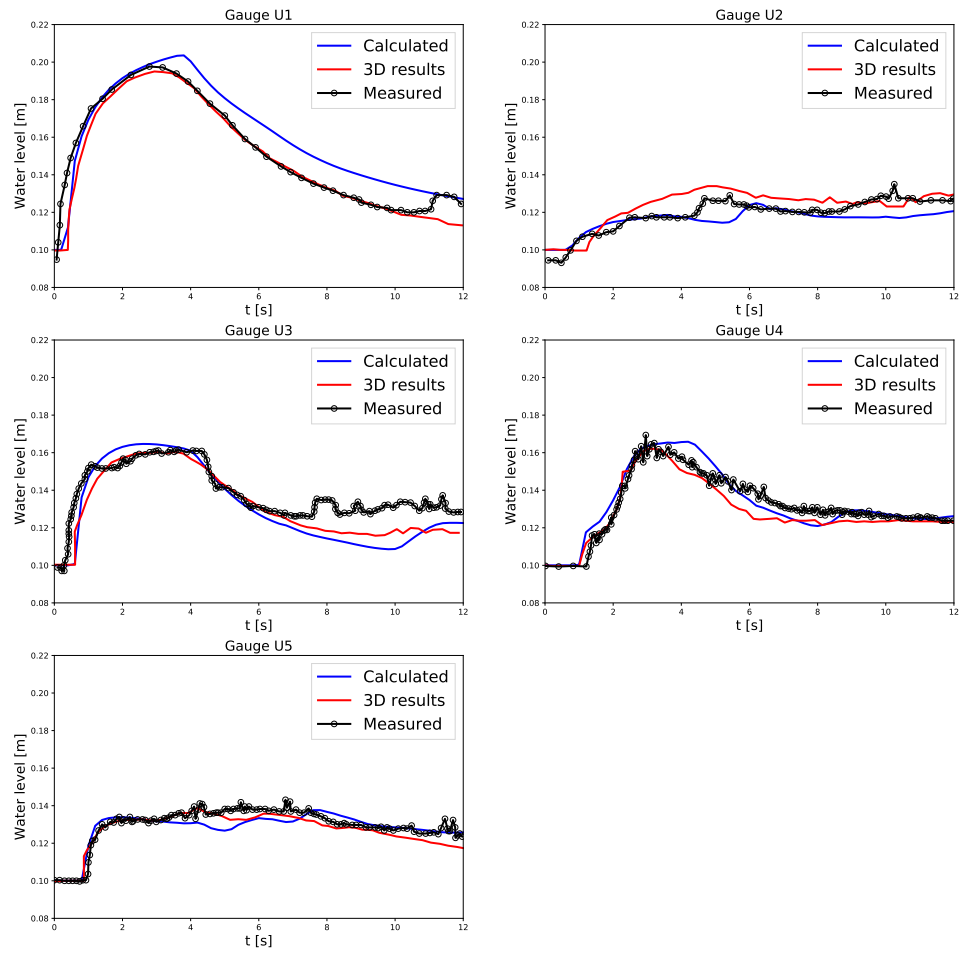 Gauge U1
0.22
0.20
0.18
0.16
0.14
0.12
0.10
0.08
Water level [m]
Calculated
3D results
Measured
0 2 4 6 8 10 12
t [s]
Gauge U2
0.22
0.20
0.18
0.16
0.14
0.12
0.10
0.08
Water level [m]
Calculated
3D results
Measured
0 2 4 6 8 10 12
t [s]
Gauge U3
0.22
0.20
0.18
0.16
0.14
0.12
0.10
0.08
Water level [m]
Calculated
3D results
Measured
0 2 4 6 8 10 12
t [s]
Gauge U4
0.22
0.20
0.18
0.16
0.14
0.12
0.10
0.08
Water level [m]
Calculated
3D results
Measured
0 2 4 6 8 10 12
t [s]
Gauge U5
0.22
0.20
0.18
0.16
0.14
0.12
0.10
0.08
Water level [m]
Calculated
3D results
Measured
0 2 4 6 8 10 12
t [s]